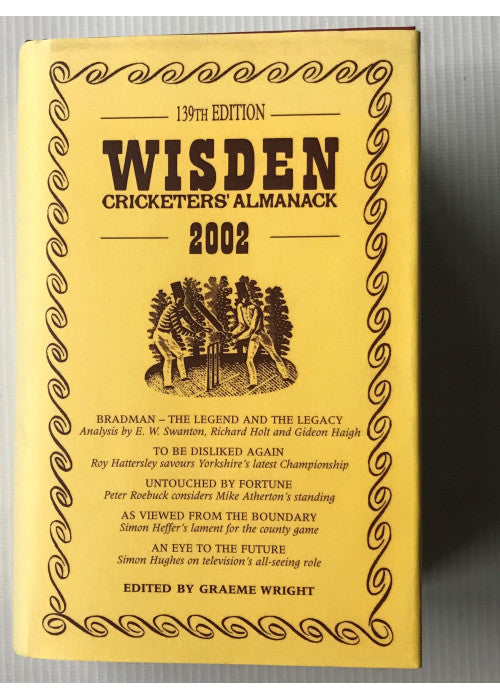 139TH EDITION
WISDEN
CRICKETERS' ALMANACK
2002
BRADMAN – THE LEGEND AND THE LEGACY
Analysis by E. W. Swanton, Richard Holt and Gideon Haigh
TO BE DISLIKED AGAIN
Roy Hattersley savours Yorkshire's latest Championship
UNTOUCHED BY FORTUNE
Peter Roebuck considers Mike Atherton's standing
AS VIEWED FROM THE BOUNDARY
Simon Heffer's lament for the county game
AN EYE TO THE FUTURE
Simon Hughes on television's all-seeing role
EDITED BY GRAEME WRIGHT